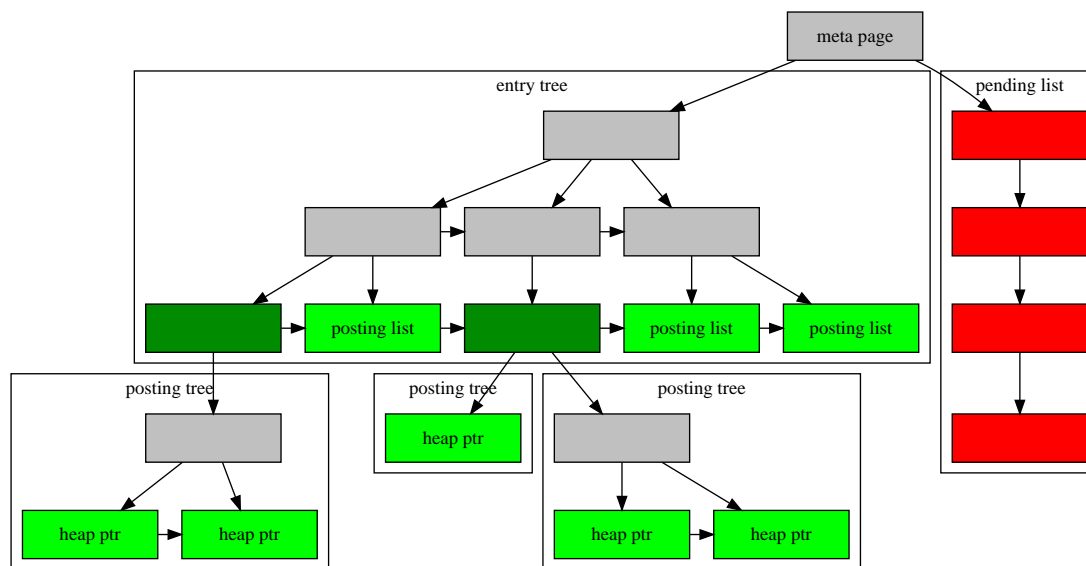 meta page
entry tree
pending list
posting list
posting list
posting list
posting tree
posting tree
posting tree
heap ptr
heap ptr
heap ptr
heap ptr
heap ptr